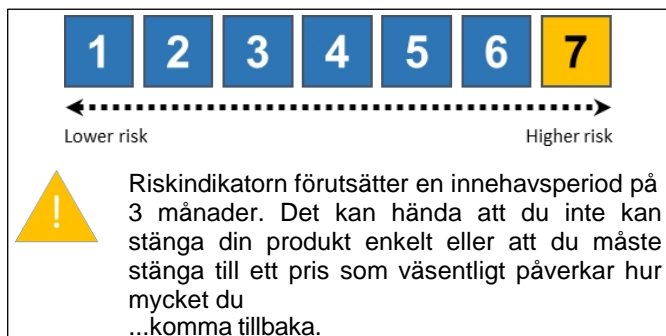 1 2 3 4 5 6 7
Lower risk Higher risk
!
Riskindikatorn förutsätter en innehavsperiod på
3 månader. Det kan hända att du inte kan
stänga din produkt enkelt eller att du måste
stänga till ett pris som väsentligt påverkar hur
mycket du
...komma tillbaka.